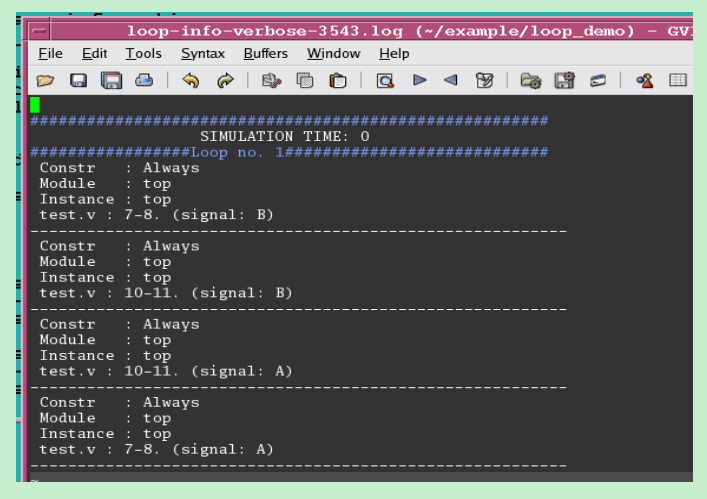 loop-info-verbose-3543.log (~/example/loop_demo) - GVI
File Edit Tools Syntax Buffers Window Help
#######################################################
SIMULATION TIME: 0
#################Loop no. 1############################
Constr : Always
Module : top
Instance : top
test.v : 7-8. (signal: B)
---------------------------------------------------------
Constr : Always
Module : top
Instance : top
test.v : 10-11. (signal: B)
---------------------------------------------------------
Constr : Always
Module : top
Instance : top
test.v : 10-11. (signal: A)
---------------------------------------------------------
Constr : Always
Module : top
Instance : top
test.v : 7-8. (signal: A)
---------------------------------------------------------
~